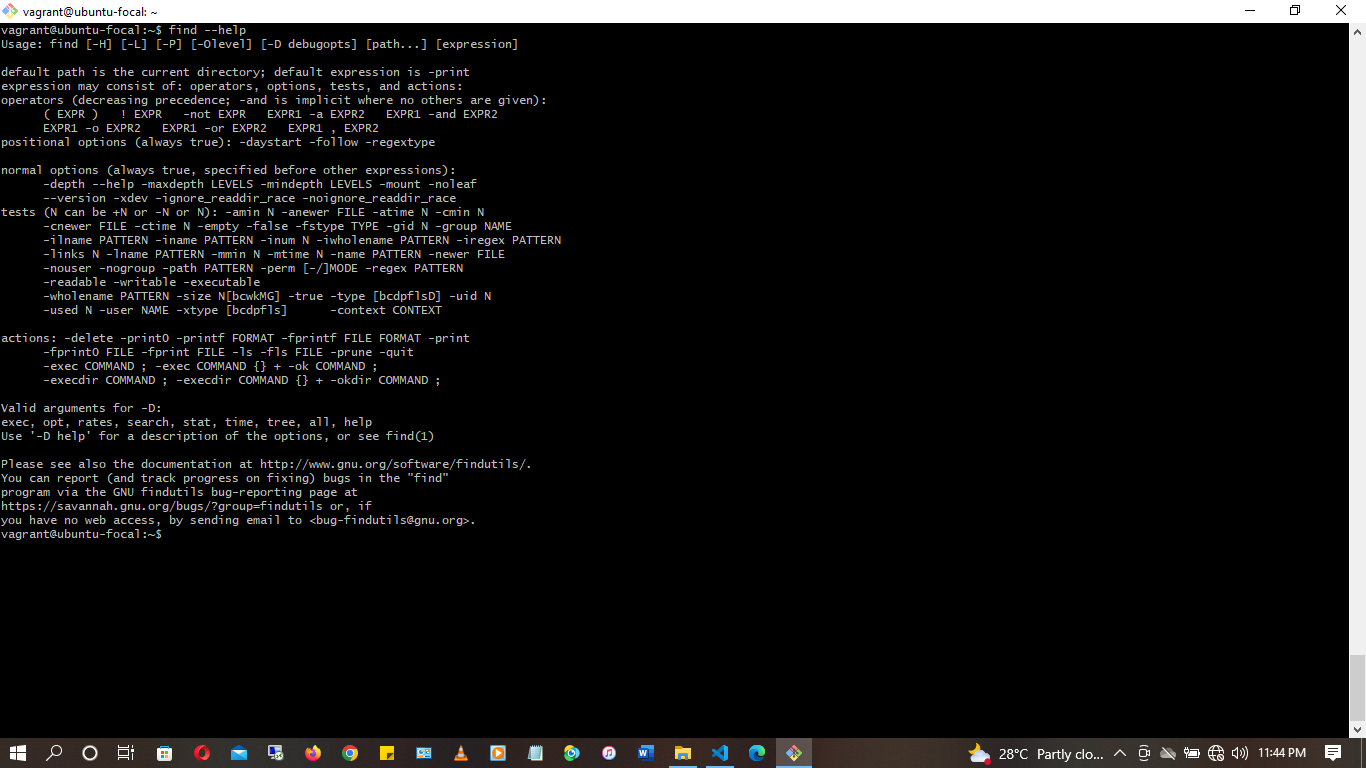 vagrant@ubuntu-focal: ~
vagrant@ubuntu-focal:~$ find --help
Usage: find [-H] [-L] [-P] [-Olevel] [-D debugopts] [path...] [expression]
default path is the current directory; default expression is -print
expression may consist of: operators, options, tests, and actions:
operators (decreasing precedence; -and is implicit where no others are given):
      ( EXPR )   ! EXPR   -not EXPR   EXPR1 -a EXPR2   EXPR1 -and EXPR2
      EXPR1 -o EXPR2   EXPR1 -or EXPR2   EXPR1 , EXPR2
positional options (always true): -daystart -follow -regextype
normal options (always true, specified before other expressions):
      -depth --help -maxdepth LEVELS -mindepth LEVELS -mount -noleaf
      --version -xdev -ignore_readdir_race -noignore_readdir_race
tests (N can be +N or -N or N): -amin N -anewer FILE -atime N -cmin N
      -cnewer FILE -ctime N -empty -false -fstype TYPE -gid N -group NAME
      -ilname PATTERN -iname PATTERN -inum N -iwholename PATTERN -iregex PATTERN
      -links N -lname PATTERN -mmin N -mtime N -name PATTERN -newer FILE
      -nouser -nogroup -path PATTERN -perm [-/]MODE -regex PATTERN
      -readable -writable -executable
      -wholename PATTERN -size N[bcwkMG] -true -type [bcdpflsD] -uid N
      -used N -user NAME -xtype [bcdpfls]      -context CONTEXT
actions: -delete -print0 -printf FORMAT -fprintf FILE FORMAT -print
      -fprint0 FILE -fprint FILE -ls -fls FILE -prune -quit
      -exec COMMAND ; -exec COMMAND {} + -ok COMMAND ;
      -execdir COMMAND ; -execdir COMMAND {} + -okdir COMMAND ;
Valid arguments for -D:
exec, opt, rates, search, stat, time, tree, all, help
Use '-D help' for a description of the options, or see find(1)
Please see also the documentation at http://www.gnu.org/software/findutils/.
You can report (and track progress on fixing) bugs in the "find"
program via the GNU findutils bug-reporting page at
https://savannah.gnu.org/bugs/?group=findutils or, if
you have no web access, by sending email to <bug-findutils@gnu.org>.
vagrant@ubuntu-focal:~$
28°C Partly clo... 11:44 PM